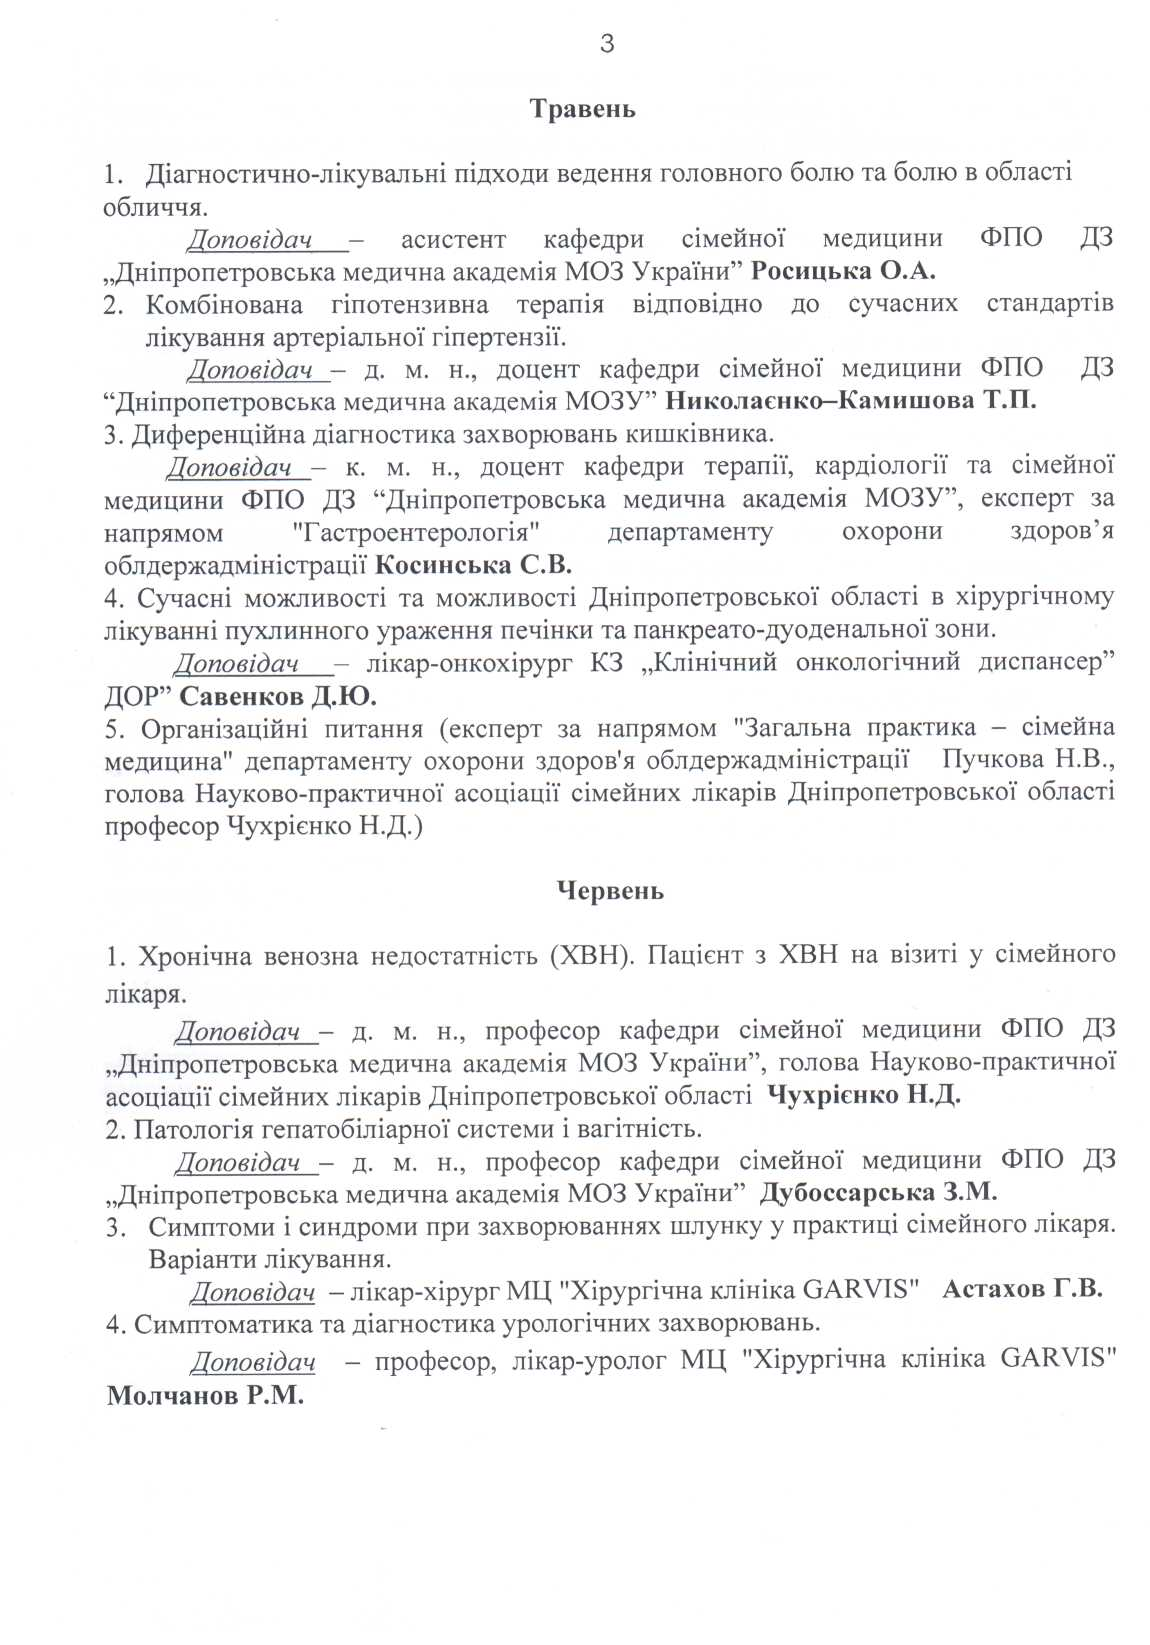 3
Травень
1. Діагностично-лікувальні підходи ведення головного болю та болю в області
обличчя.
Доповідач – асистент кафедри сімейної медицини ФПО ДЗ
„Дніпропетровська медична академія МОЗ України” Росицька О.А.
2. Комбінована гіпотензивна терапія відповідно до сучасних стандартів
лікування артеріальної гіпертензії.
Доповідач – д. м. н., доцент кафедри сімейної медицини ФПО ДЗ
“Дніпропетровська медична академія МОЗУ” Николаєнко–Камишова Т.П.
3. Диференційна діагностика захворювань кишківника.
Доповідач – к. м. н., доцент кафедри терапії, кардіології та сімейної
медицини ФПО ДЗ “Дніпропетровська медична академія МОЗУ”, експерт за
напрямом "Гастроентерологія" департаменту охорони здоров’я
облдержадміністрації Косинська С.В.
4. Сучасні можливості та можливості Дніпропетровської області в хірургічному
лікуванні пухлинного ураження печінки та панкреато-дуоденальної зони.
Доповідач – лікар-онкохірург КЗ „Клінічний онкологічний диспансер”
ДОР” Савенков Д.Ю.
5. Організаційні питання (експерт за напрямом "Загальна практика – сімейна
медицина" департаменту охорони здоров'я облдержадміністрації Пучкова Н.В.,
голова Науково-практичної асоціації сімейних лікарів Дніпропетровської області
професор Чухрієнко Н.Д.)
Червень
1. Хронічна венозна недостатність (ХВН). Пацієнт з ХВН на візиті у сімейного
лікаря.
Доповідач – д. м. н., професор кафедри сімейної медицини ФПО ДЗ
„Дніпропетровська медична академія МОЗ України”, голова Науково-практичної
асоціації сімейних лікарів Дніпропетровської області Чухрієнко Н.Д.
2. Патологія гепатобіліарної системи і вагітність.
Доповідач – д. м. н., професор кафедри сімейної медицини ФПО ДЗ
„Дніпропетровська медична академія МОЗ України” Дубоссарська З.М.
3. Симптоми і синдроми при захворюваннях шлунку у практиці сімейного лікаря.
Варіанти лікування.
Доповідач – лікар-хірург МЦ "Хірургічна клініка GARVIS" Астахов Г.В.
4. Симптоматика та діагностика урологічних захворювань.
Доповідач – професор, лікар-уролог МЦ "Хірургічна клініка GARVIS"
Молчанов Р.М.